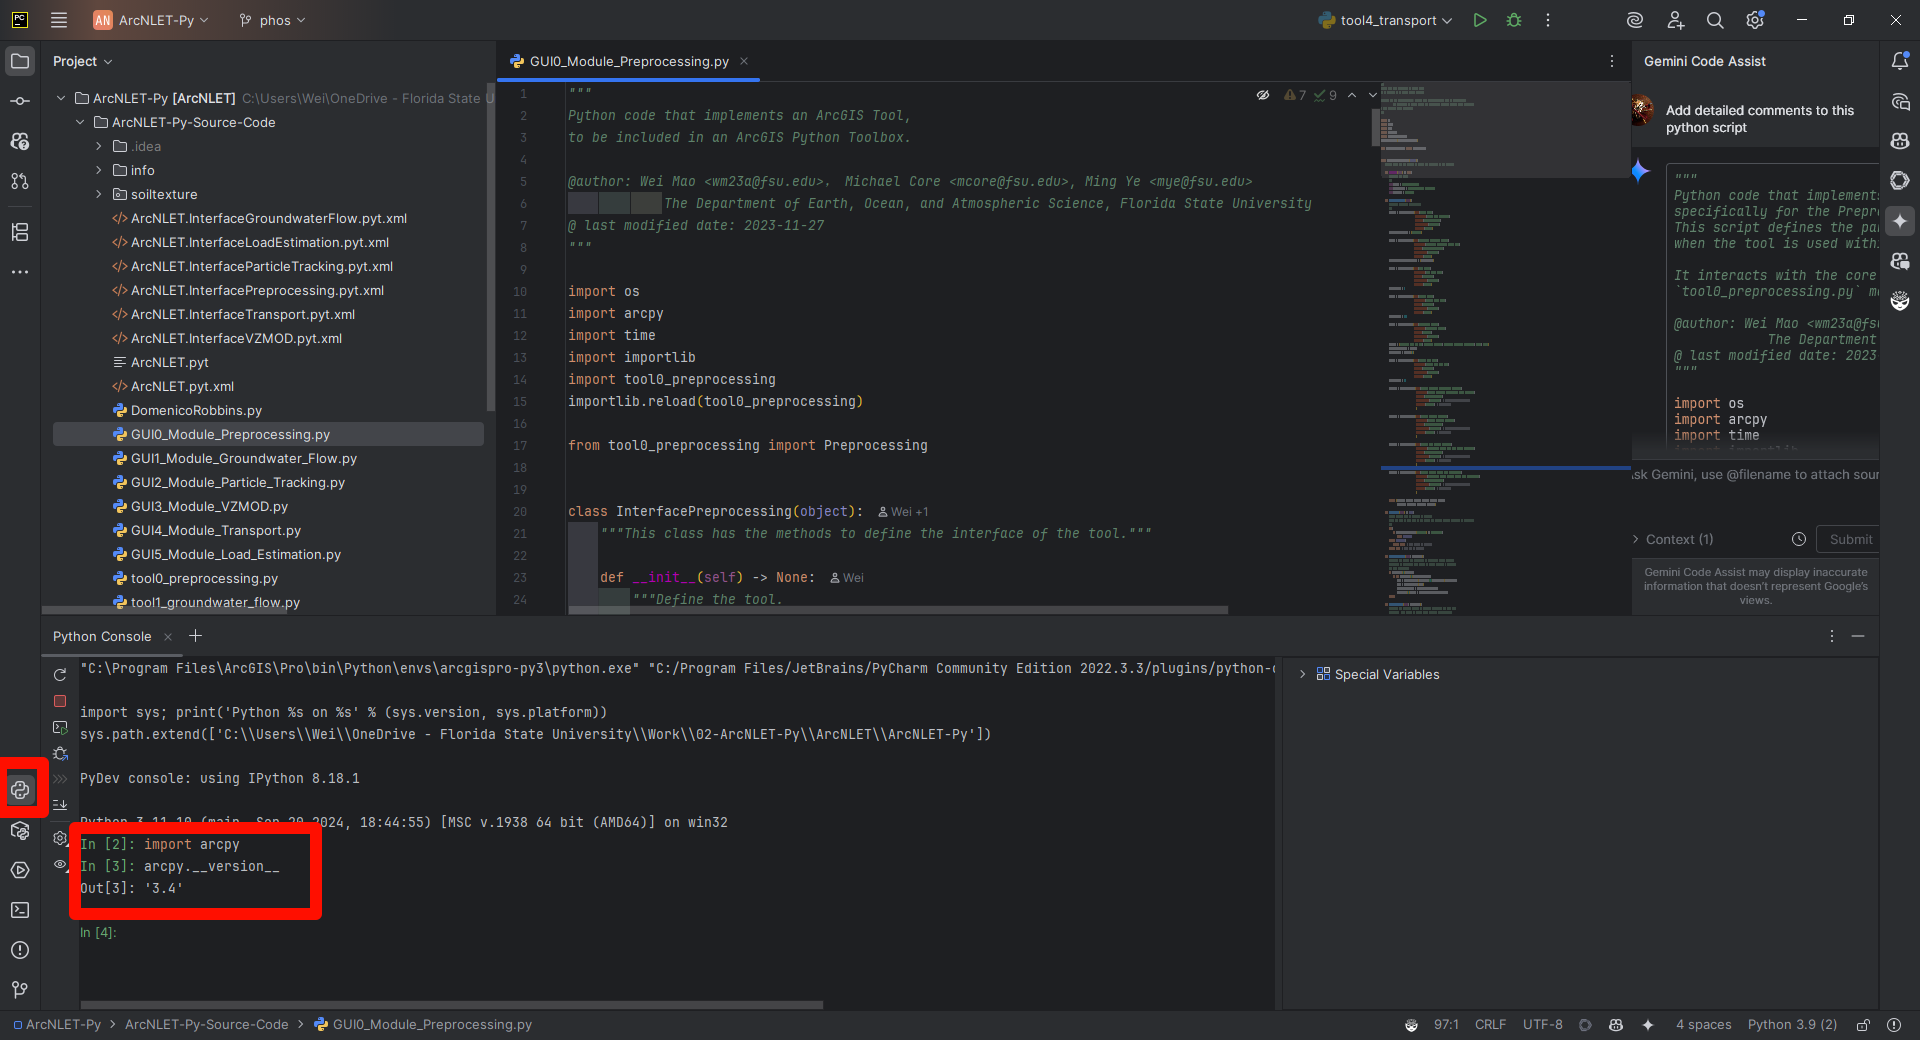 PC
AN ArcNLET-Py
phos
tool4_transport
Project
ArcNLET-Py [ArcNLET] C:\Users\Wei\OneDrive - Florida State U
ArcNLET-Py-Source-Code
.idea
info
soiltexture
ArcNLET.InterfaceGroundwaterFlow.pyt.xml
ArcNLET.InterfaceLoadEstimation.pyt.xml
ArcNLET.InterfaceParticleTracking.pyt.xml
ArcNLET.InterfacePreprocessing.pyt.xml
ArcNLET.InterfaceTransport.pyt.xml
ArcNLET.InterfaceVZMOD.pyt.xml
ArcNLET.pyt
ArcNLET.pyt.xml
DomenicoRobbins.py
GUI0_Module_Preprocessing.py
GUI1_Module_Groundwater_Flow.py
GUI2_Module_Particle_Tracking.py
GUI3_Module_VZMOD.py
GUI4_Module_Transport.py
GUI5_Module_Load_Estimation.py
tool0_preprocessing.py
tool1_groundwater_flow.py
GUI0_Module_Preprocessing.py
7 9
1 """
2 Python code that implements an ArcGIS Tool,
3 to be included in an ArcGIS Python Toolbox.
4
5 @author: Wei Mao <wm23a@fsu.edu>, Michael Core <mcore@fsu.edu>, Ming Ye <mye@fsu.edu>
6 The Department of Earth, Ocean, and Atmospheric Science, Florida State University
7 @ last modified date: 2023-11-27
8 """
9
10 import os
11 import arcpy
12 import time
13 import importlib
14 import tool0_preprocessing
15 importlib.reload(tool0_preprocessing)
16
17 from tool0_preprocessing import Preprocessing
18
19
20 class InterfacePreprocessing(object): Wei +1
21 """This class has the methods to define the interface of the tool."""
22
23 def __init__(self) -> None: Wei
24 """Define the tool.
Gemini Code Assist
Add detailed comments to this
python script
"""
Python code that implements
specifically for the Prepr
This script defines the pa
when the tool is used with
It interacts with the core
`tool0_preprocessing.py` m
@author: Wei Mao <wm23a@fs
The Department
@ last modified date: 2023
"""
import os
import arcpy
import time
sk Gemini, use @filename to attach sour
Context (1)
Submit
Gemini Code Assist may display inaccurate
information that doesn't represent Google's
views.
Python Console
"C:\Program Files\ArcGIS\Pro\bin\Python\envs\arcgispro-py3\python.exe" "C:/Program Files/JetBrains/PyCharm Community Edition 2022.3.3/plugins/python-c
import sys; print('Python %s on %s' % (sys.version, sys.platform))
sys.path.extend(['C:\\Users\\Wei\\OneDrive - Florida State University\\Work\\02-ArcNLET-Py\\ArcNLET\\ArcNLET-Py'])
PyDev console: using IPython 8.18.1
Python 3.11.10 (main, Sep 20 2024, 18:44:55) [MSC v.1938 64 bit (AMD64)] on win32
In [2]: import arcpy
In [3]: arcpy.__version__
Out[3]: '3.4'
In [4]:
Special Variables
ArcNLET-Py > ArcNLET-Py-Source-Code > GUI0_Module_Preprocessing.py
97:1 CRLF UTF-8 4 spaces Python 3.9 (2)